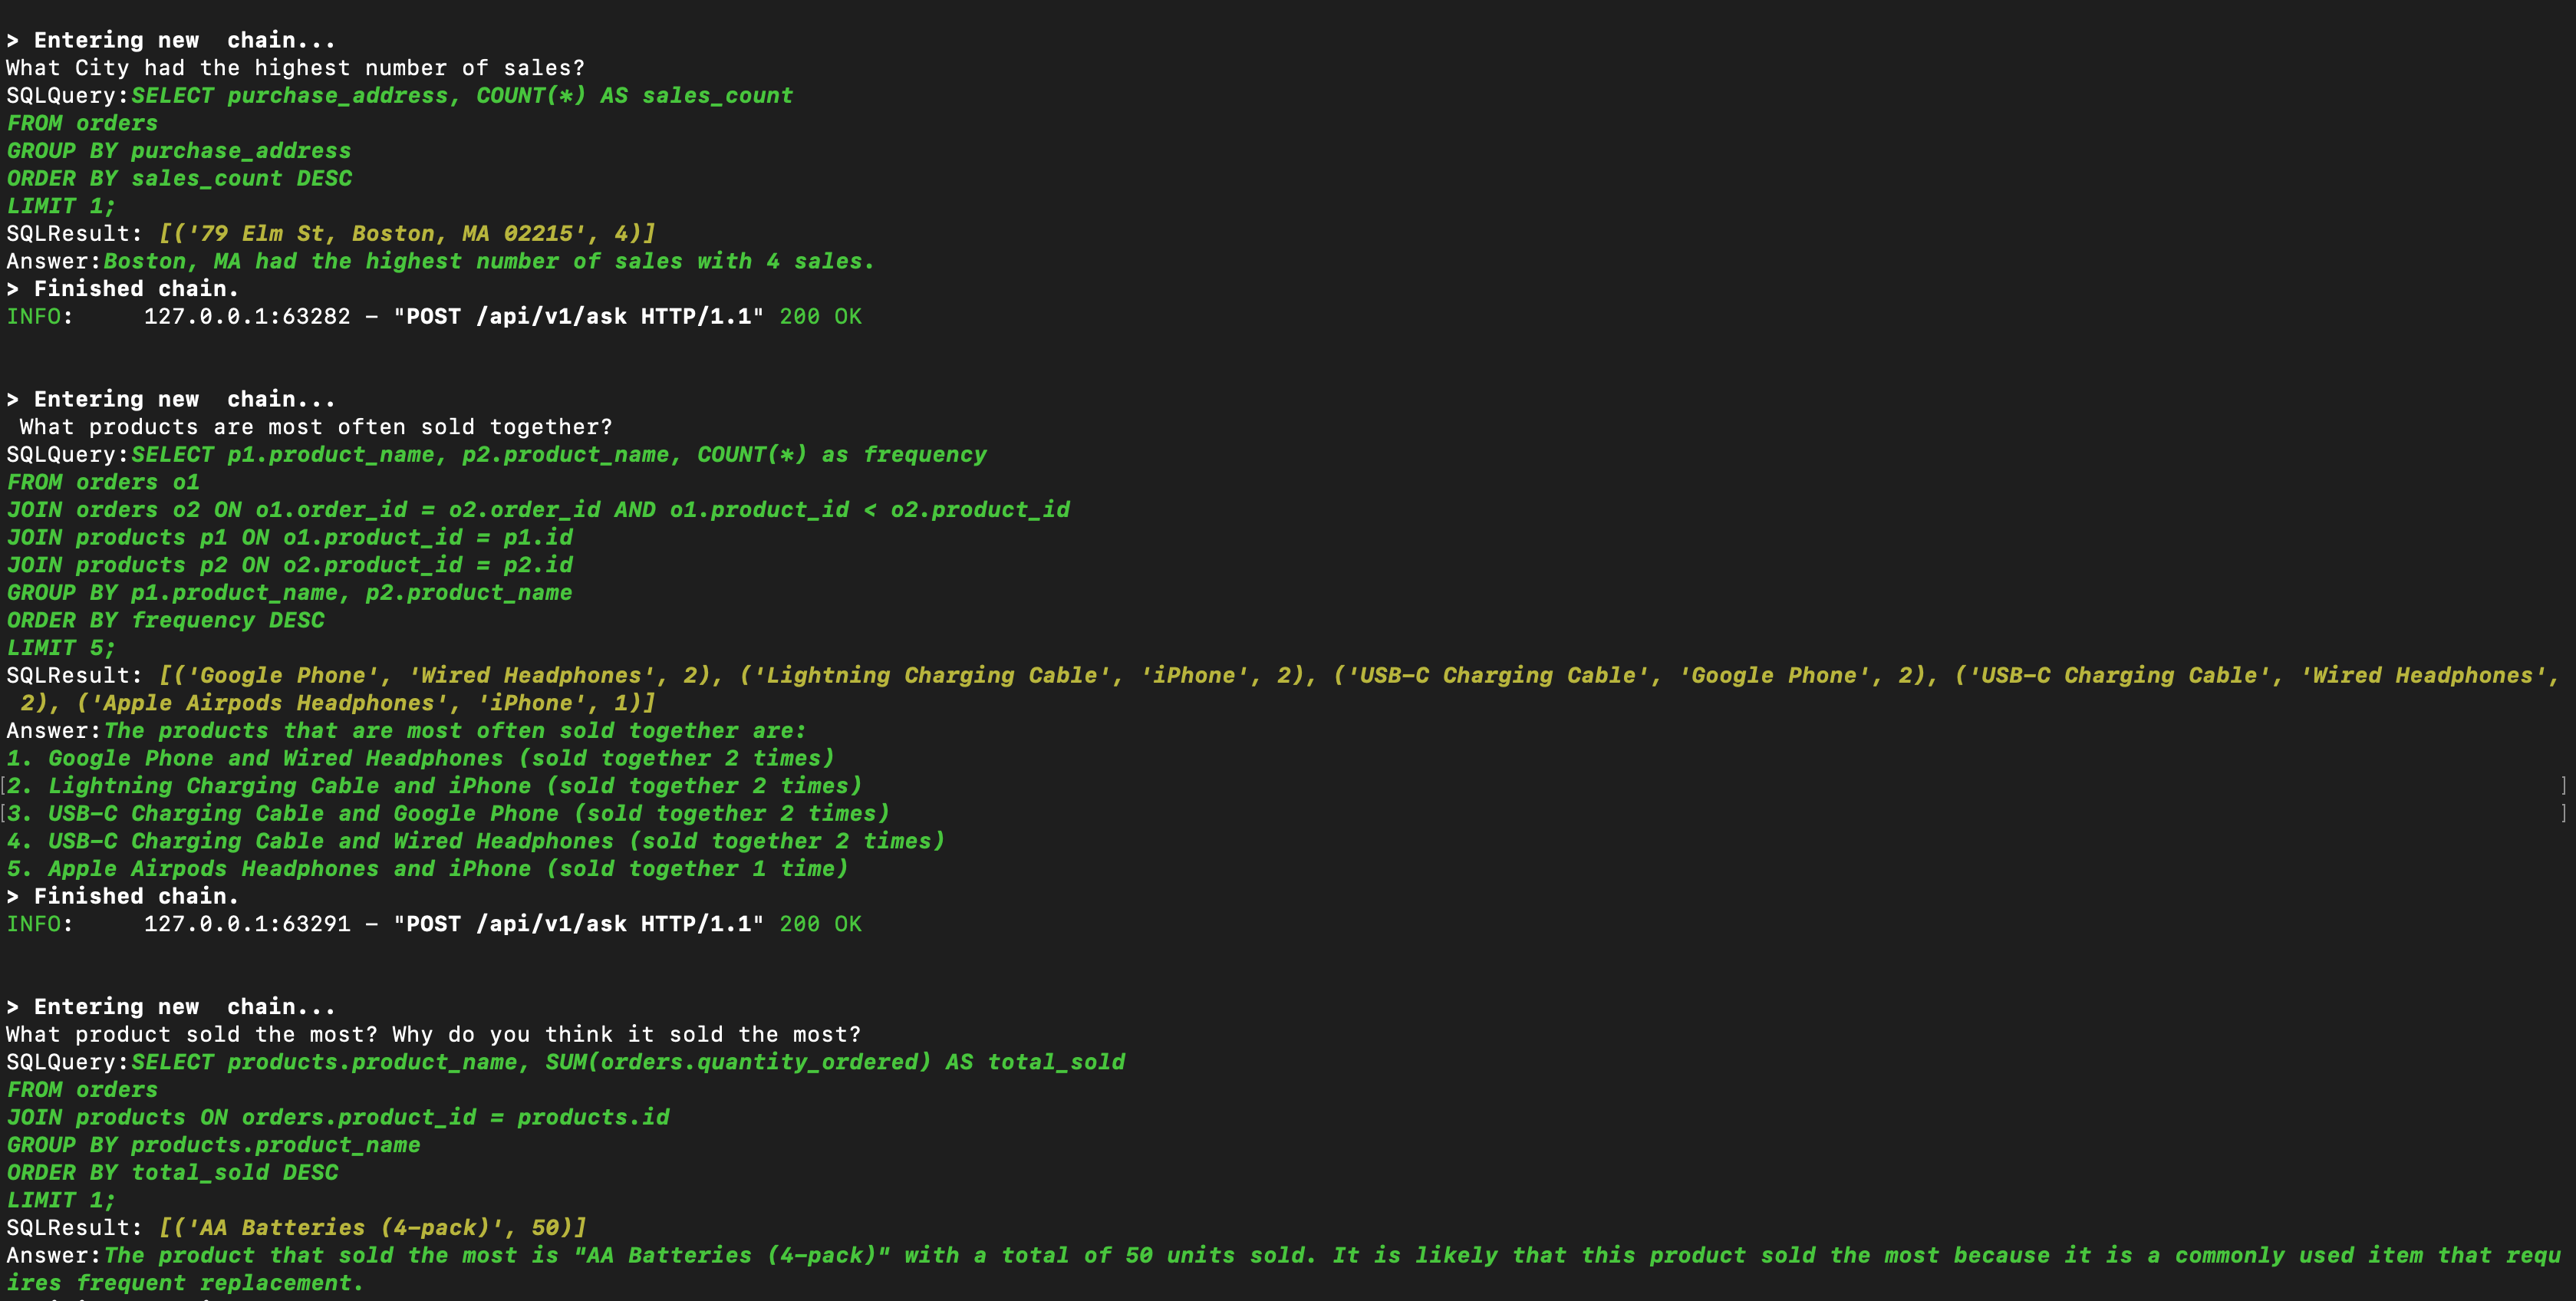 > Entering new  chain...
What City had the highest number of sales?
SQLQuery:SELECT purchase_address, COUNT(*) AS sales_count
FROM orders
GROUP BY purchase_address
ORDER BY sales_count DESC
LIMIT 1;
SQLResult: [('79 Elm St, Boston, MA 02215', 4)]
Answer:Boston, MA had the highest number of sales with 4 sales.
> Finished chain.
INFO:     127.0.0.1:63282 – "POST /api/v1/ask HTTP/1.1" 200 OK
> Entering new  chain...
 What products are most often sold together?
SQLQuery:SELECT p1.product_name, p2.product_name, COUNT(*) as frequency
FROM orders o1
JOIN orders o2 ON o1.order_id = o2.order_id AND o1.product_id < o2.product_id
JOIN products p1 ON o1.product_id = p1.id
JOIN products p2 ON o2.product_id = p2.id
GROUP BY p1.product_name, p2.product_name
ORDER BY frequency DESC
LIMIT 5;
SQLResult: [('Google Phone', 'Wired Headphones', 2), ('Lightning Charging Cable', 'iPhone', 2), ('USB-C Charging Cable', 'Google Phone', 2), ('USB-C Charging Cable', 'Wired Headphones',
 2), ('Apple Airpods Headphones', 'iPhone', 1)]
Answer:The products that are most often sold together are:
1. Google Phone and Wired Headphones (sold together 2 times)
[2. Lightning Charging Cable and iPhone (sold together 2 times) ]
[3. USB-C Charging Cable and Google Phone (sold together 2 times) ]
4. USB-C Charging Cable and Wired Headphones (sold together 2 times)
5. Apple Airpods Headphones and iPhone (sold together 1 time)
> Finished chain.
INFO:     127.0.0.1:63291 – "POST /api/v1/ask HTTP/1.1" 200 OK
> Entering new  chain...
What product sold the most? Why do you think it sold the most?
SQLQuery:SELECT products.product_name, SUM(orders.quantity_ordered) AS total_sold
FROM orders
JOIN products ON orders.product_id = products.id
GROUP BY products.product_name
ORDER BY total_sold DESC
LIMIT 1;
SQLResult: [('AA Batteries (4-pack)', 50)]
Answer:The product that sold the most is "AA Batteries (4-pack)" with a total of 50 units sold. It is likely that this product sold the most because it is a commonly used item that requ
ires frequent replacement.